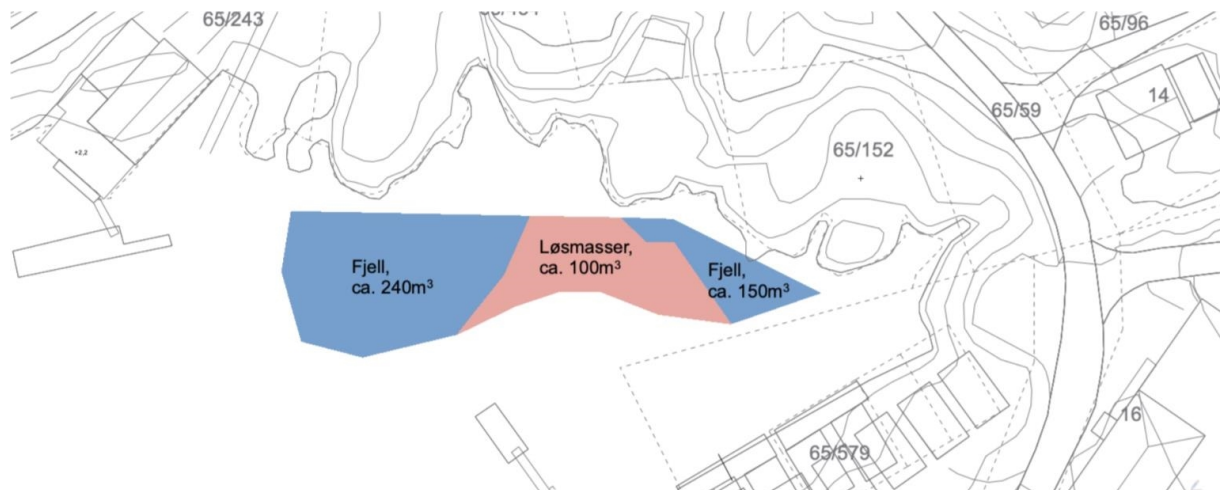 65/243
65/96
65/59
14
65/152
+2,2
Løsmasser,
ca. 100m³
Fjell,
ca. 240m³
Fjell,
ca. 150m³
16
65/579